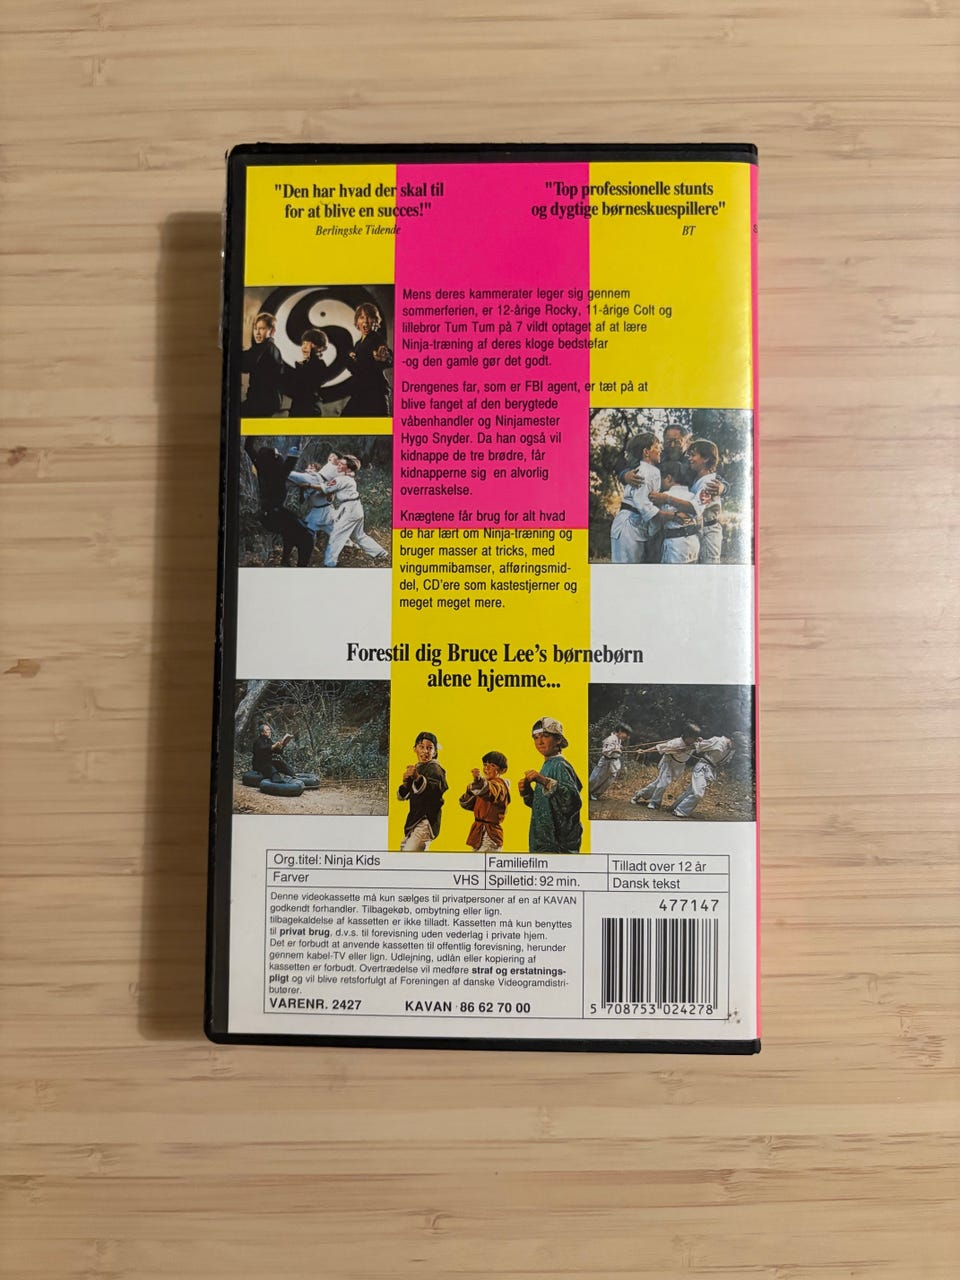 "Den har hvad der skal til
for at blive en succes!"
Berlingske Tidende
"Top professionelle stunts
og dygtige børneskuespillere"
BT
Mens deres kammerater leger sig gennem
sommerferien, er 12-årige Rocky, 11-årige Colt og
lillebror Tum Tum på 7 vildt optaget af at lære
Ninja-træning af deres kloge bedstefar
-og den gamle gør det godt.
Drengenes far, som er FBI agent, er tæt på at
blive fanget af den berygtede
våbenhandler og Ninjamester
Hygo Snyder. Da han også vil
kidnappe de tre brødre, får
kidnapperne sig en alvorlig
overraskelse.
Knægtene får brug for alt hvad
de har lært om Ninja-træning og
bruger masser at tricks, med
vingummibamser, afføringsmid-
del, CD'ere som kastestjerner og
meget meget mere.
Forestil dig Bruce Lee's børnebørn
alene hjemme...
Org.titel: Ninja Kids
Familiefilm
Tilladt over 12 år
Farver
VHS
Spilletid: 92 min.
Dansk tekst
Denne videokassette må kun sælges til privatpersoner af en af KAVAN
godkendt forhandler. Tilbagekøb, ombytning eller lign.
tilbagekaldelse af kassetten er ikke tilladt. Kassetten må kun benyttes
til privat brug, d.v.s. til forevisning uden vederlag i private hjem.
Det er forbudt at anvende kassetten til offentlig forevisning, herunder
gennem kabel-TV eller lign. Udlejning, udlån eller kopiering af
kassetten er forbudt. Overtrædelse vil medføre straf og erstatnings-
pligt og vil blive retsforfulgt af Foreningen af danske Videogramdistri-
butører.
VARENR. 2427
KAVAN · 86 62 70 00
477147
5 708753 024278